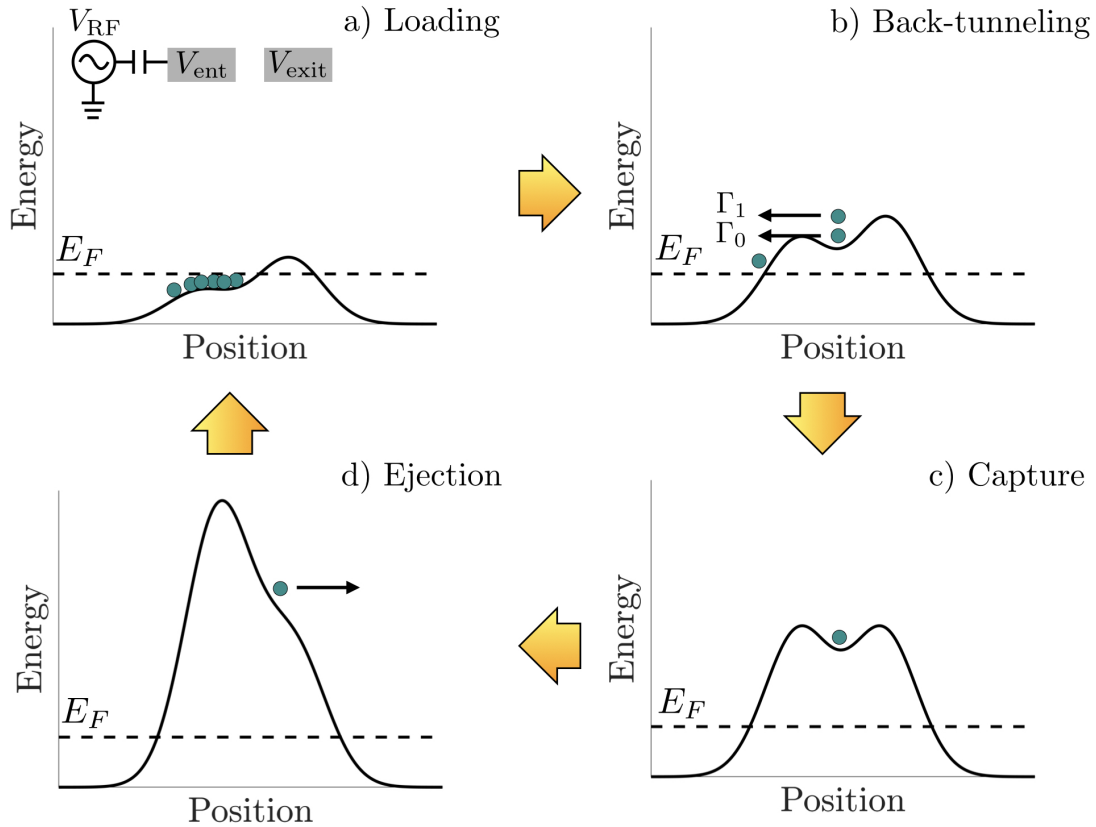 a) Loading
V_RF
V_ent
V_exit
Energy
E_F
Position
b) Back-tunneling
Energy
Γ_1
Γ_0
E_F
Position
d) Ejection
Energy
E_F
Position
c) Capture
Energy
E_F
Position